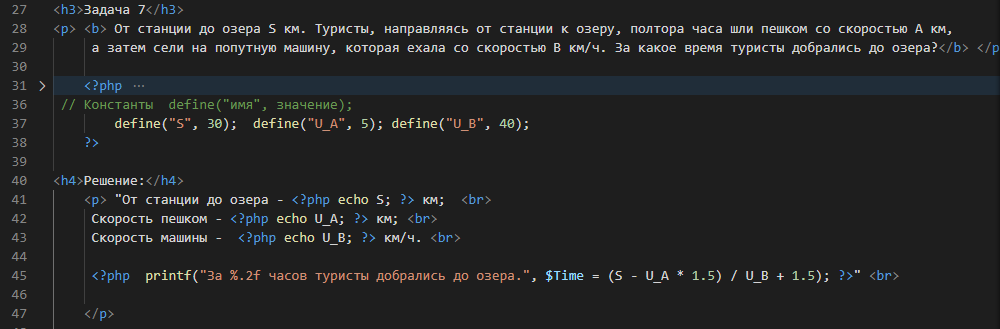 27 <h3>Задача 7</h3>
28 <p> <b> От станции до озера S км. Туристы, направляясь от станции к озеру, полтора часа шли пешком со скоростью A км,
29 а затем сели на попутную машину, которая ехала со скоростью B км/ч. За какое время туристы добрались до озера?</b> </p
30
31 > <?php ⋯
36 // Константы define("имя", значение);
37 define("S", 30); define("U_A", 5); define("U_B", 40);
38 ?>
39
40 <h4>Решение:</h4>
41 <p> "От станции до озера - <?php echo S; ?> км; <br>
42 Скорость пешком - <?php echo U_A; ?> км; <br>
43 Скорость машины - <?php echo U_B; ?> км/ч. <br>
44
45 <?php printf("За %.2f часов туристы добрались до озера.", $Time = (S - U_A * 1.5) / U_B + 1.5); ?>" <br>
46
47 </p>